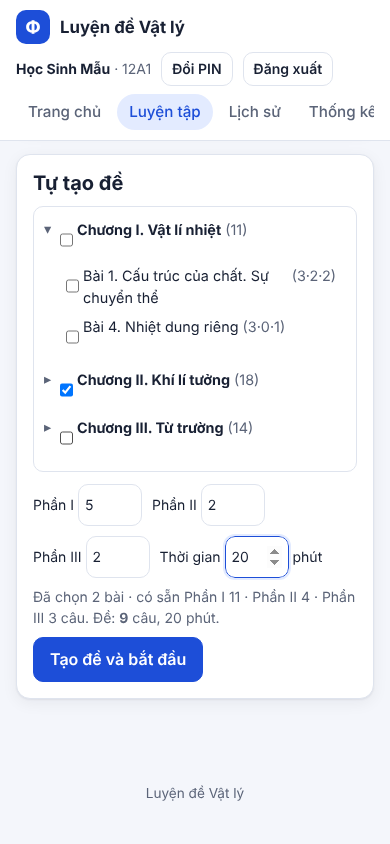 Φ Luyện đề Vật lý
Học Sinh Mẫu · 12A1 Đổi PIN Đăng xuất
Trang chủ Luyện tập Lịch sử Thống kê
Tự tạo đề
▾ Chương I. Vật lí nhiệt (11)
Bài 1. Cấu trúc của chất. Sự (3·2·2)
chuyển thể
Bài 4. Nhiệt dung riêng (3·0·1)
▸ Chương II. Khí lí tưởng (18)
▸ Chương III. Từ trường (14)
Phần I 5 Phần II 2
Phần III 2 Thời gian 20 phút
Đã chọn 2 bài · có sẵn Phần I 11 · Phần II 4 · Phần
III 3 câu. Đề: 9 câu, 20 phút.
Tạo đề và bắt đầu
Luyện đề Vật lý